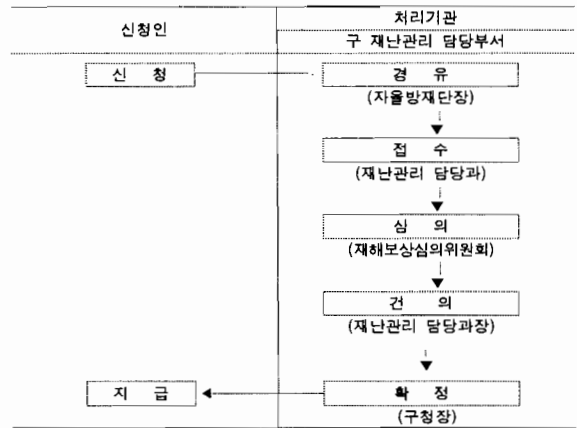 신청인
처리기관
구 재난관리 담당부서
신 청
경 유
(자율방재단장)
접 수
(재난관리 담당과)
심 의
(재해보상심의위원회)
건 의
(재난관리 담당과장)
지 급
확 정
(구청장)